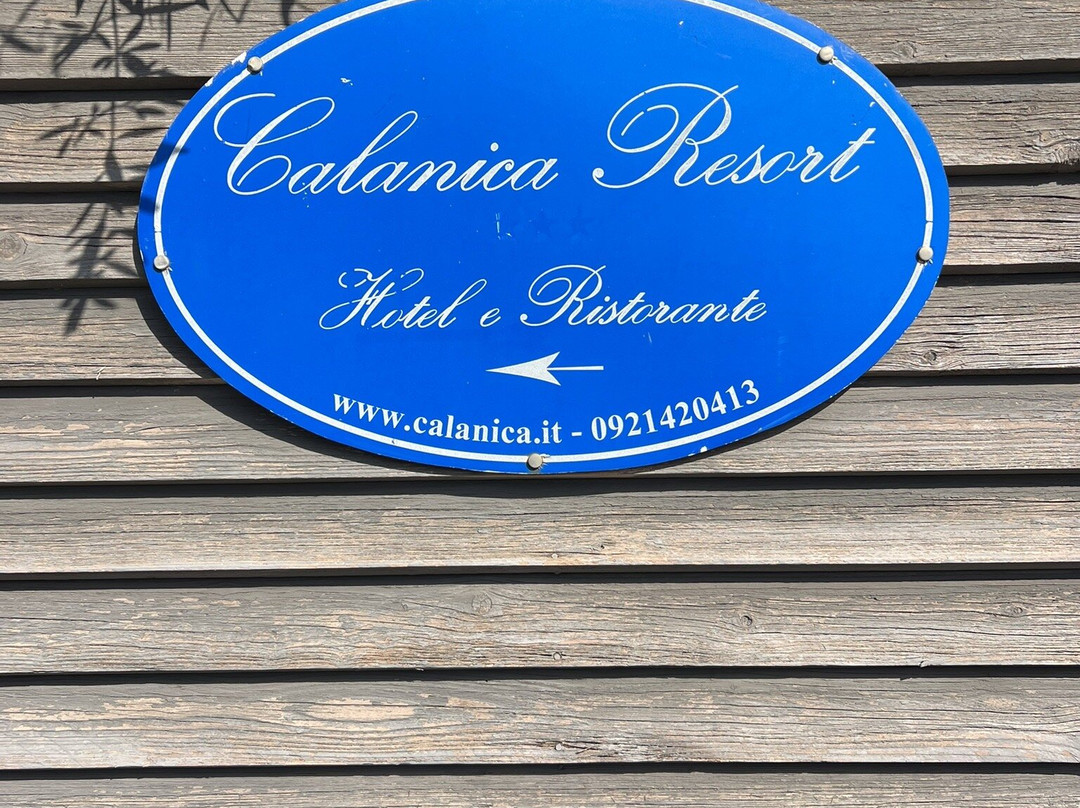 Calanica Resort
Hotel e Ristorante
www.calanica.it - 0921420413